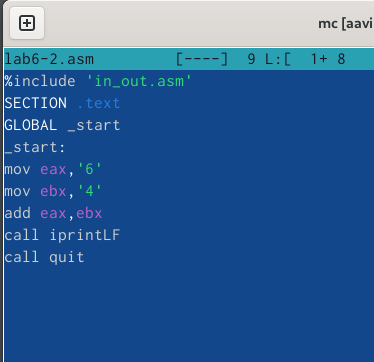 mc [aavi
lab6-2.asm [----] 9 L:[ 1+ 8
%include 'in_out.asm'
SECTION .text
GLOBAL _start
_start:
mov eax,'6'
mov ebx,'4'
add eax,ebx
call iprintLF
call quit